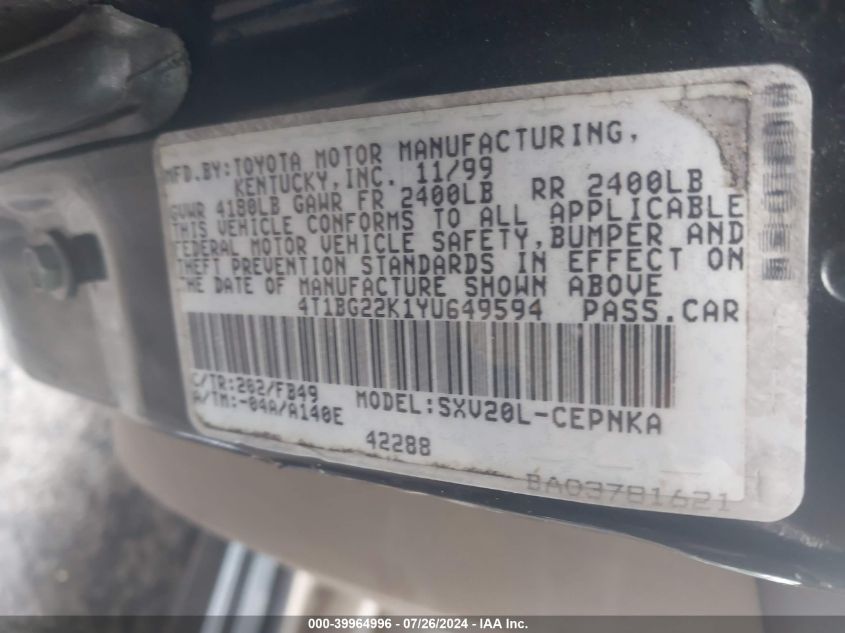 MFD.BY:TOYOTA MOTOR MANUFACTURING,
KENTUCKY,INC. 11/99
GVWR 4180LB GAWR FR 2400LB RR 2400LB
THIS VEHICLE CONFORMS TO ALL APPLICABLE
FEDERAL MOTOR VEHICLE SAFETY,BUMPER AND
THEFT PREVENTION STANDARDS IN EFFECT ON
THE DATE OF MANUFACTURE SHOWN ABOVE
4T1BG22K1YU649594 PASS.CAR
C/TR:202/FB49
A/TM:-04A/A140E MODEL:SXV20L-CEPNKA
42288
BA03781621
000-39964996 - 07/26/2024 - IAA Inc.